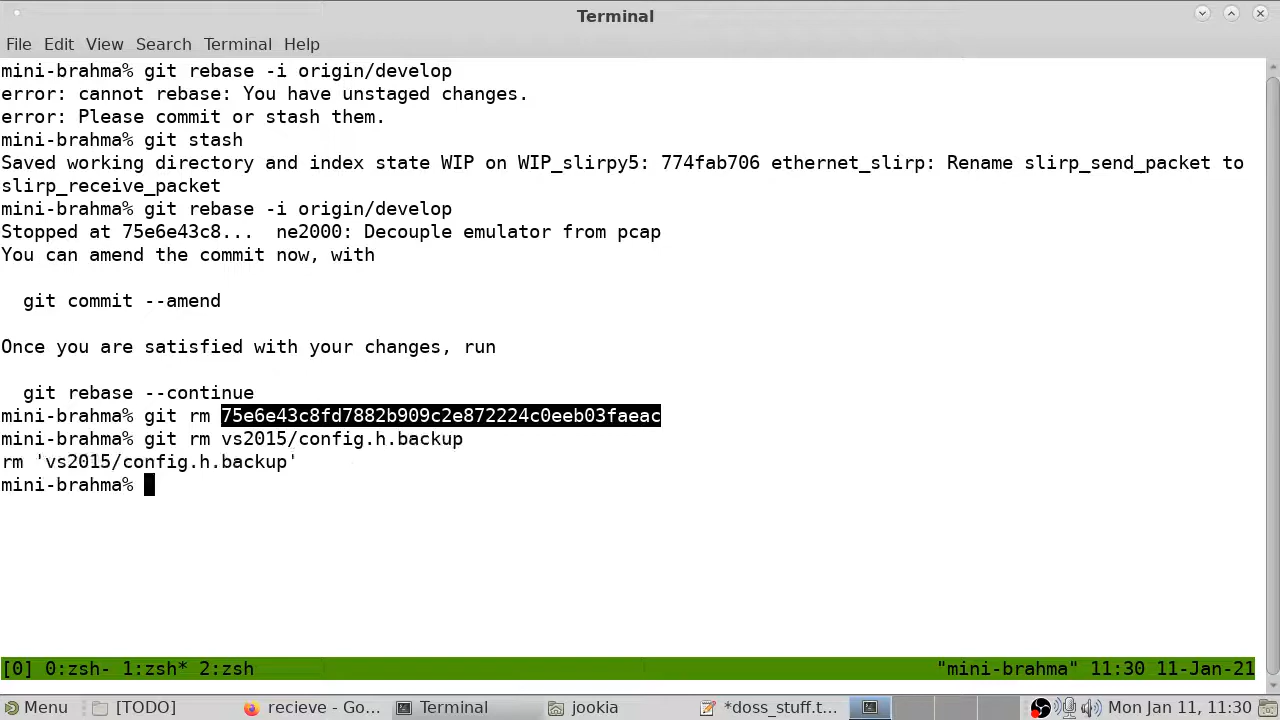 Terminal
File Edit View Search Terminal Help
mini-brahma% git rebase -i origin/develop
error: cannot rebase: You have unstaged changes.
error: Please commit or stash them.
mini-brahma% git stash
Saved working directory and index state WIP on WIP_slirpy5: 774fab706 ethernet_slirp: Rename slirp_send_packet to
slirp_receive_packet
mini-brahma% git rebase -i origin/develop
Stopped at 75e6e43c8...  ne2000: Decouple emulator from pcap
You can amend the commit now, with
  git commit --amend
Once you are satisfied with your changes, run
  git rebase --continue
mini-brahma% git rm 75e6e43c8fd7882b909c2e872224c0eeb03faeac
mini-brahma% git rm vs2015/config.h.backup
rm 'vs2015/config.h.backup'
mini-brahma%
[0] 0:zsh- 1:zsh* 2:zsh "mini-brahma" 11:30 11-Jan-21
Menu [TODO] recieve - Go... Terminal jookia *doss_stuff.t... Mon Jan 11, 11:30